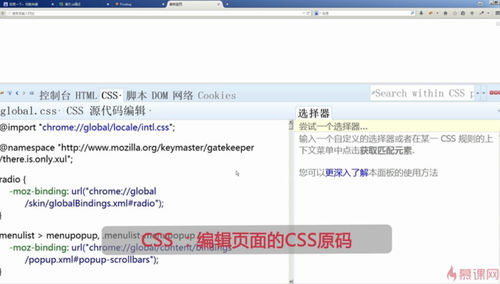 控制台 HTML CSS 脚本 DOM 网络 Cookies
Search within CSS p
global.css CSS 源代码编辑
选择器
@import "chrome://global/locale/intl.css";
尝试一个选择器...
输入一个自定义的选择器或者在某一 CSS 规则的上
下文菜单中点击获取匹配元素.
@namespace "http://www.mozilla.org/keymaster/gatekeeper
/there.is.only.xul";
您可以更深入了解本面板的使用方法
radio {
-moz-binding: url("chrome://global
/skin/globalBindings.xml#radio");
}
menulist > menupopup, .menulist-menupopup
CSS - 编辑页面的CSS原码
-moz-binding: url("chrome://global/content/bindings
/popup.xml#popup-scrollbars");
}
慕课网